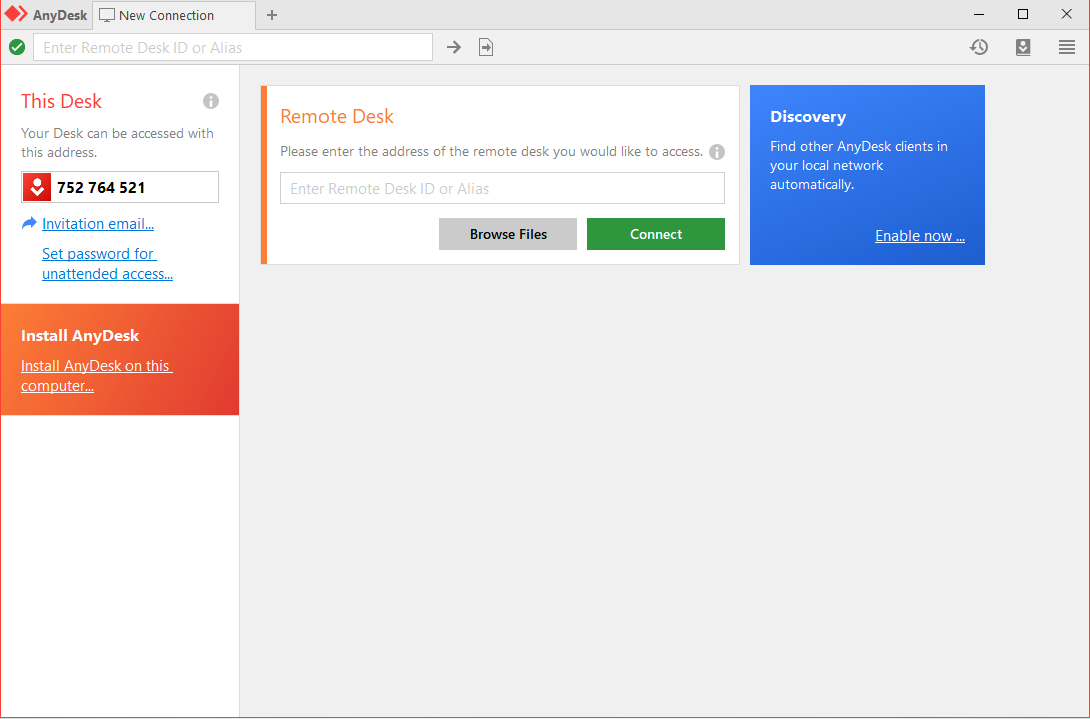 AnyDesk
New Connection
Enter Remote Desk ID or Alias
This Desk
Your Desk can be accessed with
this address.
752 764 521
Invitation email...
Set password for
unattended access...
Install AnyDesk
Install AnyDesk on this
computer...
Remote Desk
Please enter the address of the remote desk you would like to access.
Enter Remote Desk ID or Alias
Browse Files
Connect
Discovery
Find other AnyDesk clients in
your local network
automatically.
Enable now ...